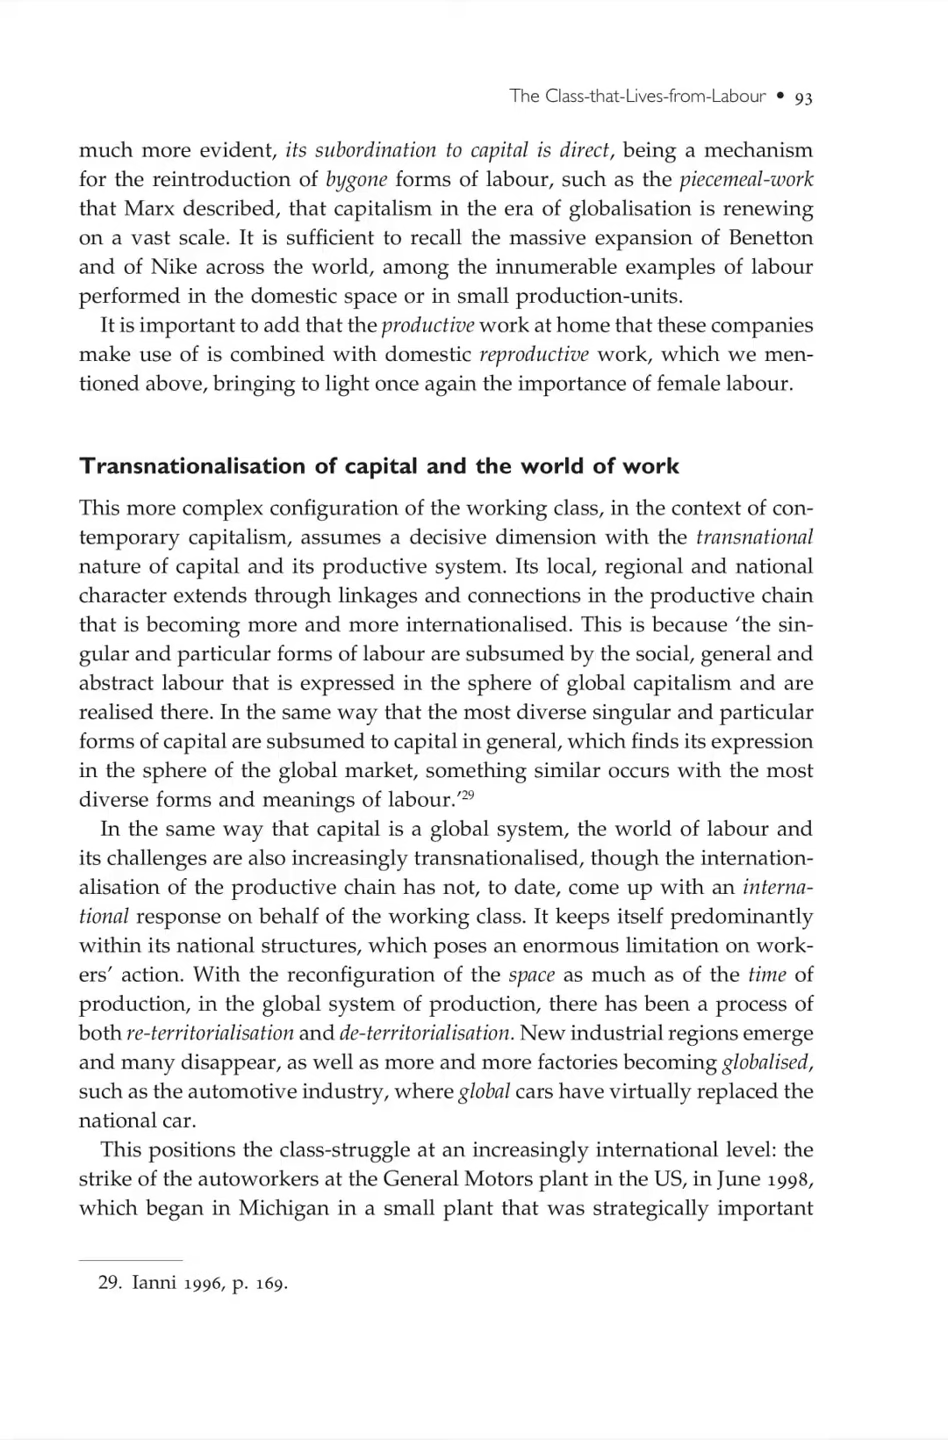 The Class-that-Lives-from-Labour • 93
much more evident, its subordination to capital is direct, being a mechanism
for the reintroduction of bygone forms of labour, such as the piecemeal-work
that Marx described, that capitalism in the era of globalisation is renewing
on a vast scale. It is sufficient to recall the massive expansion of Benetton
and of Nike across the world, among the innumerable examples of labour
performed in the domestic space or in small production-units.
It is important to add that the productive work at home that these companies
make use of is combined with domestic reproductive work, which we men-
tioned above, bringing to light once again the importance of female labour.
Transnationalisation of capital and the world of work
This more complex configuration of the working class, in the context of con-
temporary capitalism, assumes a decisive dimension with the transnational
nature of capital and its productive system. Its local, regional and national
character extends through linkages and connections in the productive chain
that is becoming more and more internationalised. This is because ‘the sin-
gular and particular forms of labour are subsumed by the social, general and
abstract labour that is expressed in the sphere of global capitalism and are
realised there. In the same way that the most diverse singular and particular
forms of capital are subsumed to capital in general, which finds its expression
in the sphere of the global market, something similar occurs with the most
diverse forms and meanings of labour.’29
In the same way that capital is a global system, the world of labour and
its challenges are also increasingly transnationalised, though the internation-
alisation of the productive chain has not, to date, come up with an interna-
tional response on behalf of the working class. It keeps itself predominantly
within its national structures, which poses an enormous limitation on work-
ers’ action. With the reconfiguration of the space as much as of the time of
production, in the global system of production, there has been a process of
both re-territorialisation and de-territorialisation. New industrial regions emerge
and many disappear, as well as more and more factories becoming globalised,
such as the automotive industry, where global cars have virtually replaced the
national car.
This positions the class-struggle at an increasingly international level: the
strike of the autoworkers at the General Motors plant in the US, in June 1998,
which began in Michigan in a small plant that was strategically important
29. Ianni 1996, p. 169.